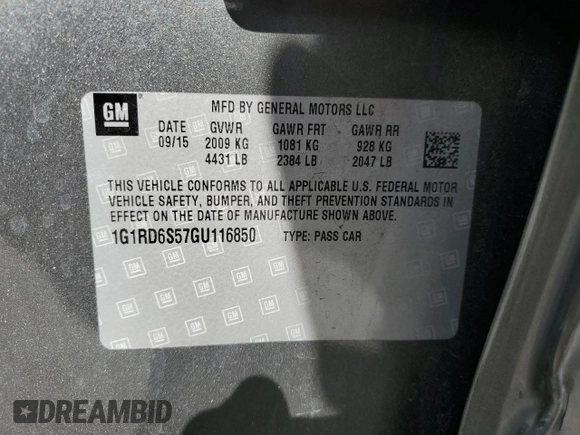 GM
MFD BY GENERAL MOTORS LLC
DATE GVWR GAWR FRT GAWR RR
09/15 2009 KG 1081 KG 928 KG
4431 LB 2384 LB 2047 LB
THIS VEHICLE CONFORMS TO ALL APPLICABLE U.S. FEDERAL MOTOR
VEHICLE SAFETY, BUMPER, AND THEFT PREVENTION STANDARDS IN
EFFECT ON THE DATE OF MANUFACTURE SHOWN ABOVE.
1G1RD6S57GU116850 TYPE: PASS CAR
DREAMBID